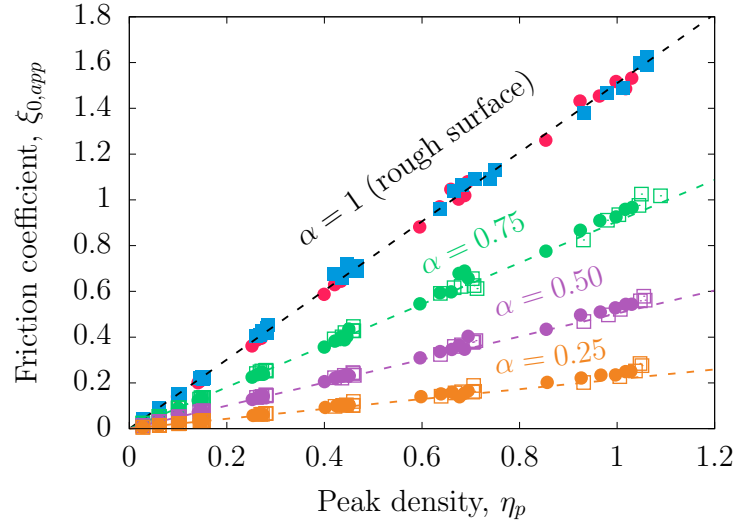 1.8
1.6
1.4
1.2
1
0.8
0.6
0.4
0.2
0
Friction coefficient, ξ0,app
α = 1 (rough surface)
α = 0.75
α = 0.50
α = 0.25
0 0.2 0.4 0.6 0.8 1 1.2
Peak density, ηp